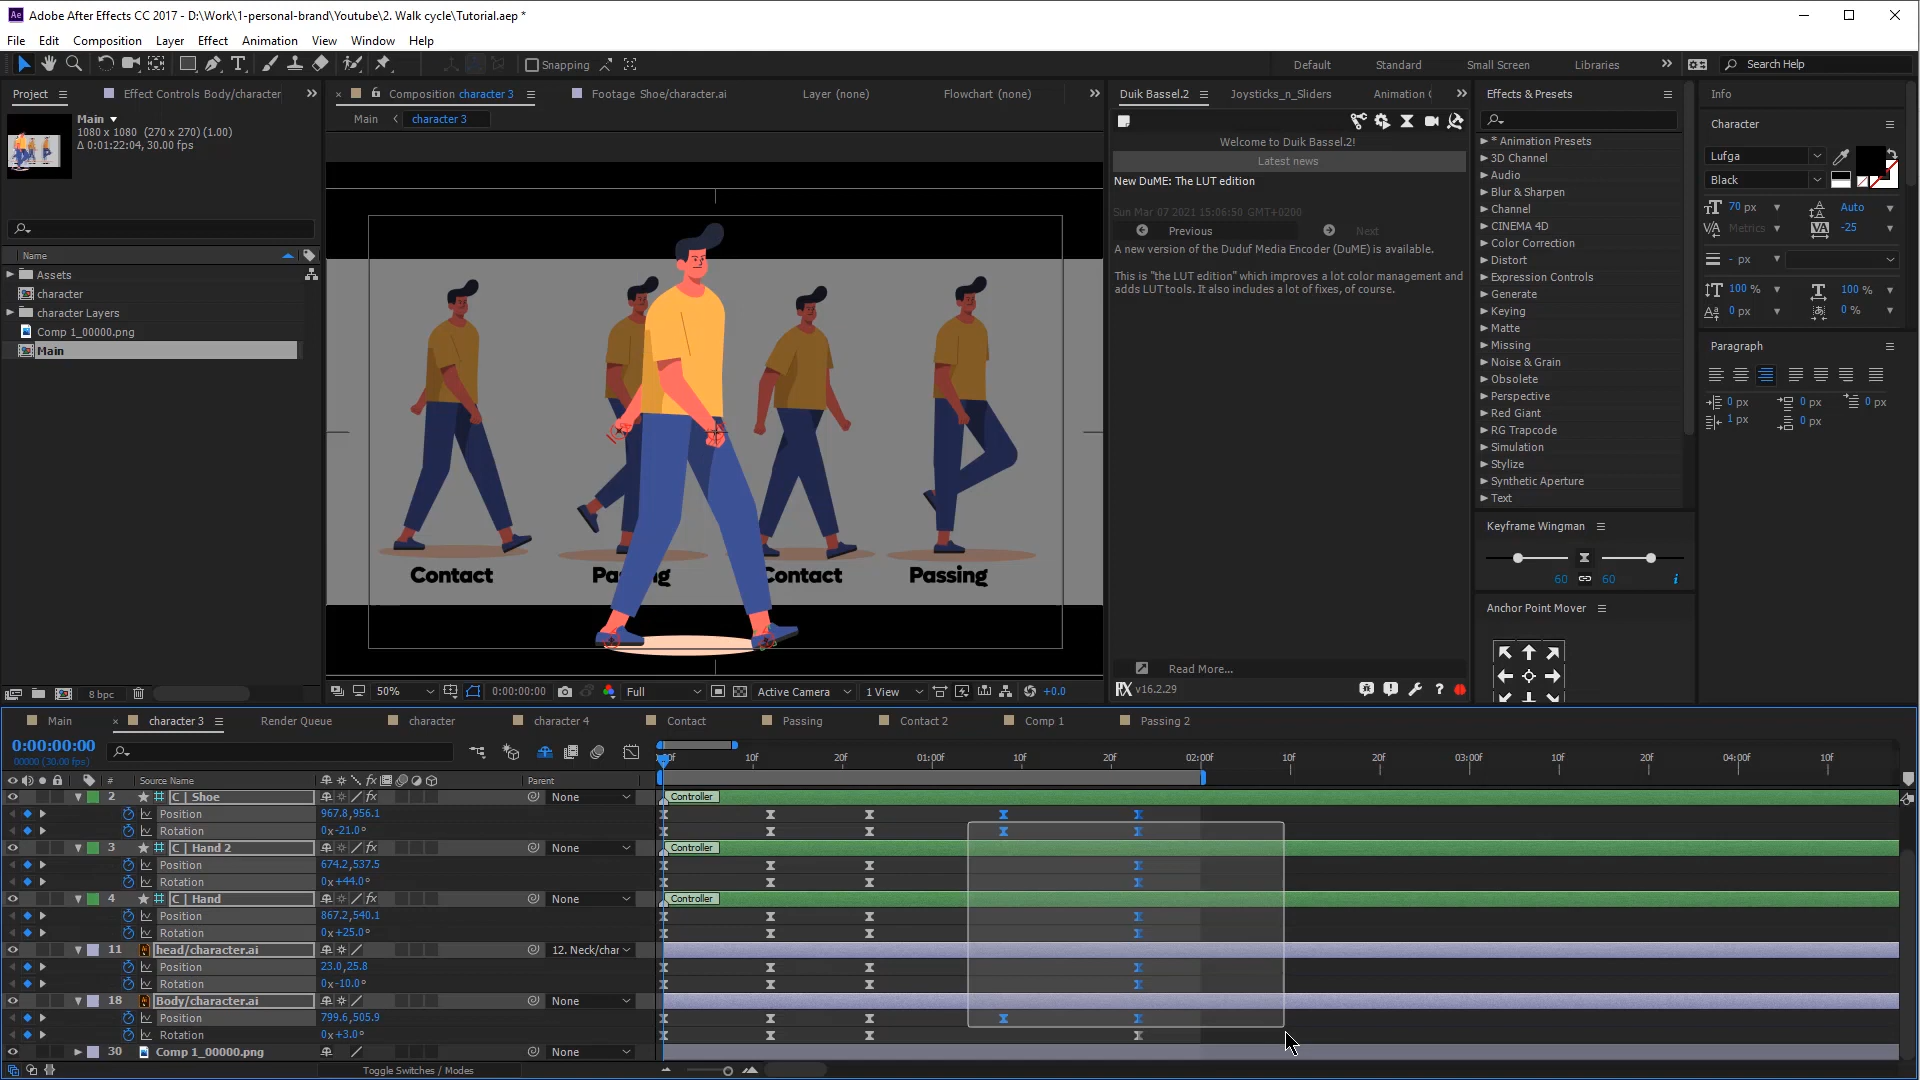 Adobe After Effects CC 2017 - D:\Work\1-personal-brand\Youtube\2. Walk cycle\Tutorial.aep *
File Edit Composition Layer Effect Animation View Window Help
Snapping
Default Standard Small Screen Libraries
Search Help
Project
Effect Controls Body/character
Main
1080 x 1080 (270 x 270) (1.00)
Δ 0:01:22:04, 30.00 fps
Name
Assets
character
character Layers
Comp 1_00000.png
Main
8 bpc
Composition character 3
Footage Shoe/character.ai
Layer (none)
Flowchart (none)
Main
character 3
Contact
Contact
Passing
50%
0:00:00:00
Full
Active Camera
1 View
+0.0
Duik Bassel.2
Joysticks_n_Sliders
Welcome to Duik Bassel.2!
Latest news
New DuME: The LUT edition
Sun Mar 07 2021 15:06:50 GMT+0200
Previous
Next
A new version of the Duduf Media Encoder (DuME) is available.
This is "the LUT edition" which improves a lot color management and
adds LUT tools. It also includes a lot of fixes, of course.
Read More...
v16.2.29
Effects & Presets
* Animation Presets
3D Channel
Audio
Blur & Sharpen
Channel
CINEMA 4D
Color Correction
Distort
Expression Controls
Generate
Keying
Matte
Missing
Noise & Grain
Obsolete
Perspective
Red Giant
RG Trapcode
Simulation
Stylize
Synthetic Aperture
Text
Keyframe Wingman
60 60
Anchor Point Mover
Info
Character
Lufga
Black
70 px Auto
Metrics -25
- px
100 % 100 %
0 px 0 %
Paragraph
0 px 0 px 0 px
1 px 0 px
Main character 3 Render Queue character character 4 Contact Passing Contact 2 Comp 1 Passing 2
0:00:00:00
00000 (30.00 fps)
10f 20f 01:00f 10f 20f 02:00f 10f 20f 03:00f 10f 20f 04:00f 10f
# Source Name Parent
2 C | Shoe None Controller
Position 967.8,956.1
Rotation 0x-21.0°
3 C | Hand 2 None Controller
Position 674.2,537.5
Rotation 0x+44.0°
4 C | Hand None Controller
Position 867.2,540.1
Rotation 0x+25.0°
11 head/character.ai 12. Neck/char
Position 23.0,25.8
Rotation 0x-10.0°
18 Body/character.ai None
Position 799.6,505.9
Rotation 0x+3.0°
30 Comp 1_00000.png None
Toggle Switches / Modes